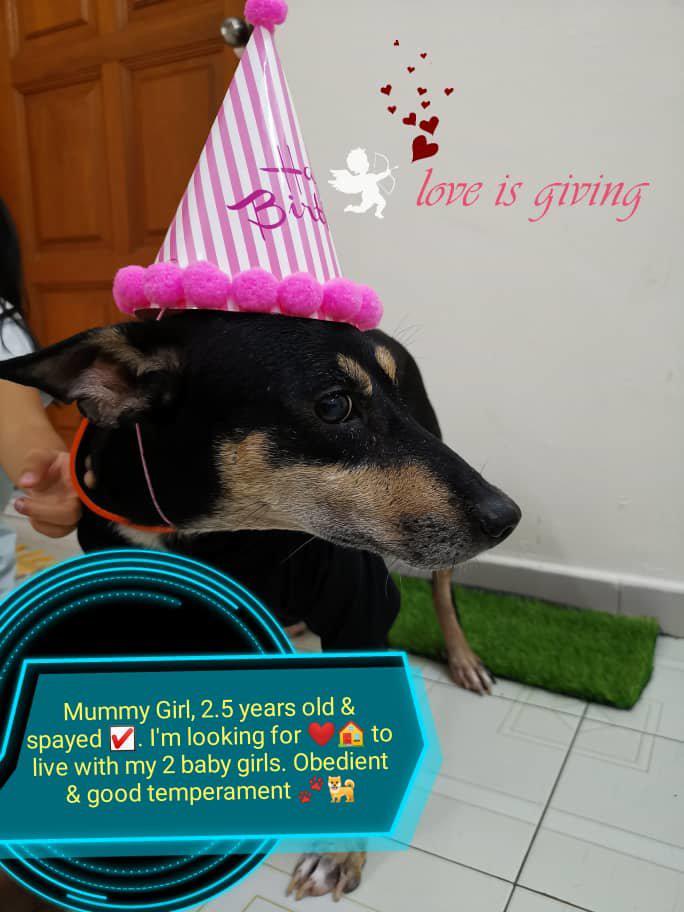 love is giving
Mummy Girl, 2.5 years old &
spayed ☑. I'm looking for ❤️🏠 to
live with my 2 baby girls. Obedient
& good temperament 🐾🐕